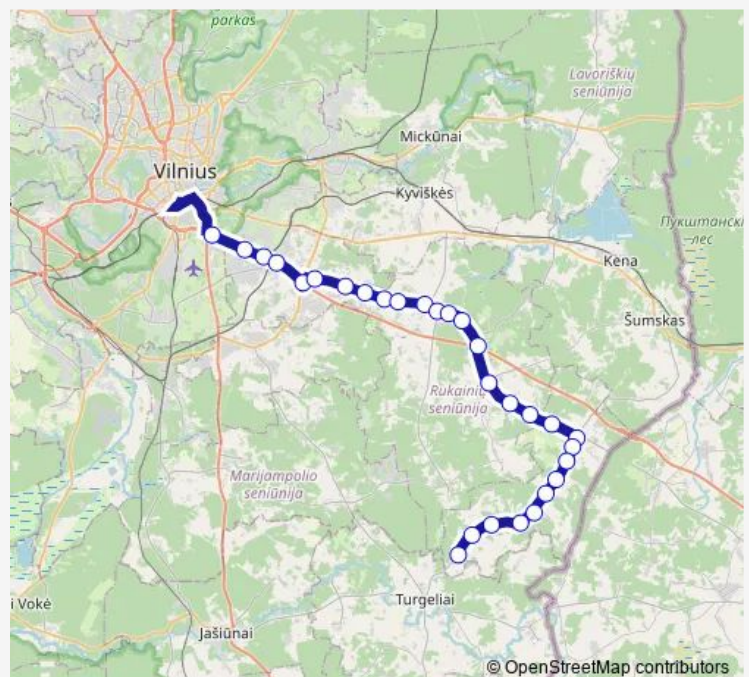 parkas
Lavoriškių
seniūnija
Mickūnai
Vilnius
Kyviškės
Пукштанскі
-лес
Kena
Šumskas
Rukainių
seniūnija
Marijampolio
seniūnija
i Vokė
Turgeliai
Jašiūnai
© OpenStreetMap contributors